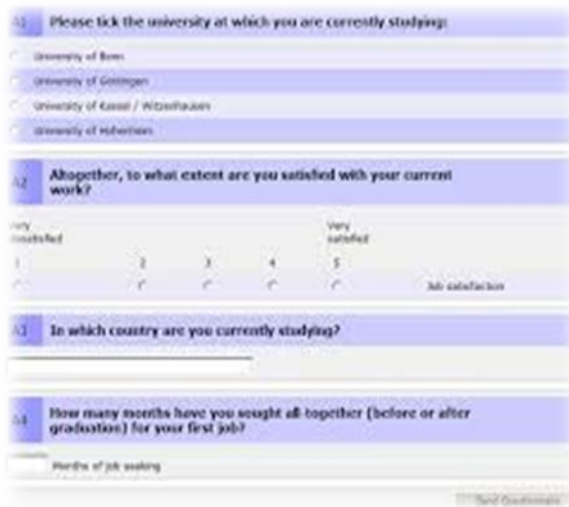 A1 Please tick the university at which you are currently studying:
University of Bonn
University of Göttingen
University of Kassel / Witzenhausen
University of Hohenheim
A2 Altogether, to what extent are you satisfied with your current
work?
Very
satisfied
1 2 3 4 5
Job satisfaction
A3 In which country are you currently studying?
A4 How many months have you sought all-together (before or after
graduation) for your first job?
Months of job seeking
Send Questionnaire